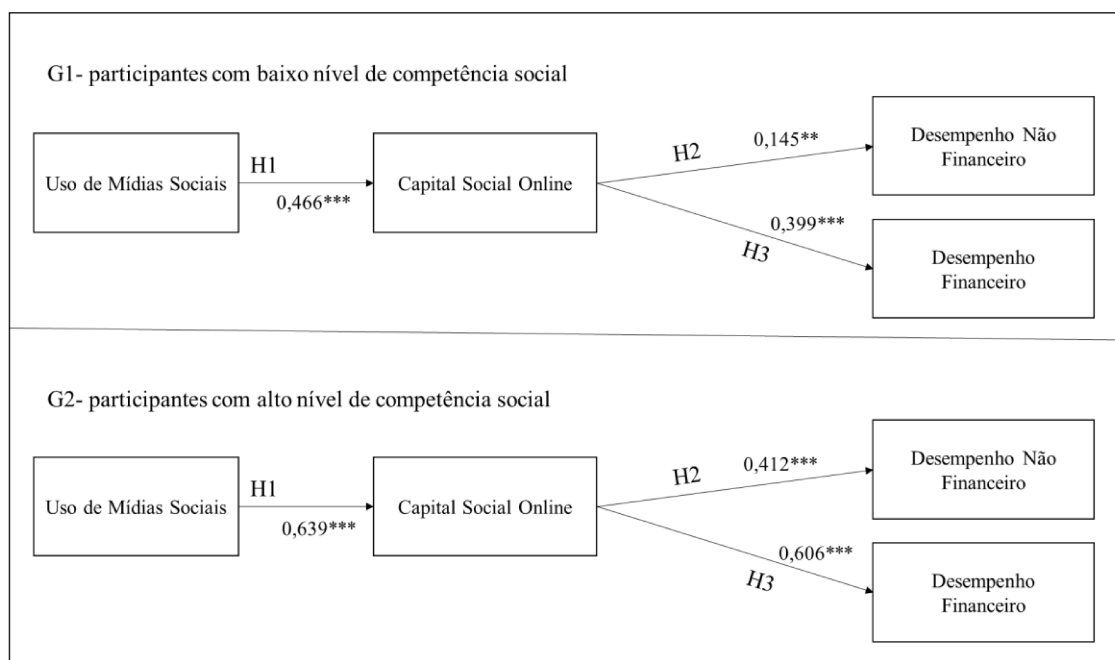 G1- participantes com baixo nível de competência social
Uso de Mídias Sociais
H1
0,466***
Capital Social Online
H2
0,145**
Desempenho Não
Financeiro
0,399***
H3
Desempenho
Financeiro
G2- participantes com alto nível de competência social
Uso de Mídias Sociais
H1
0,639***
Capital Social Online
H2
0,412***
Desempenho Não
Financeiro
0,606***
H3
Desempenho
Financeiro